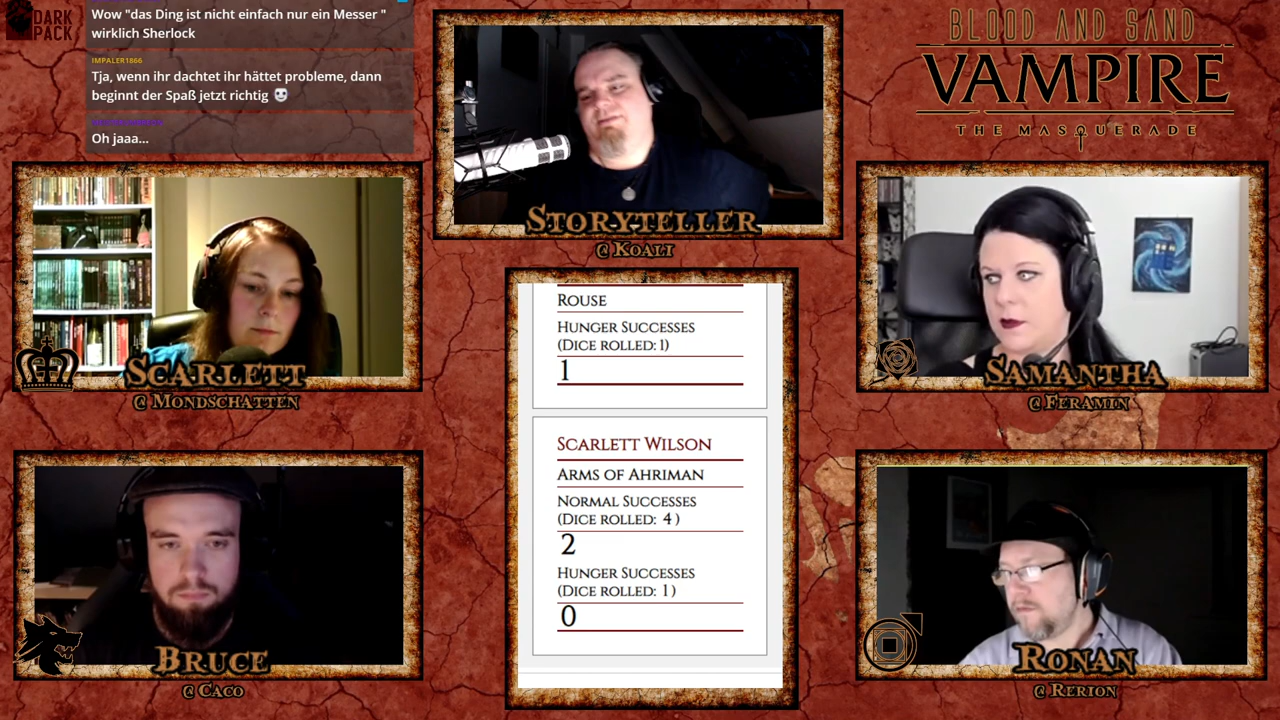 DARK
PACK
Wow "das Ding ist nicht einfach nur ein Messer "
wirklich Sherlock
IMPALER1866
Tja, wenn ihr dachtet ihr hättet probleme, dann
beginnt der Spaß jetzt richtig
Oh jaaa...
STORYTELLER
@ KOALI
BLOOD AND SAND
VAMPIRE
THE MASQUERADE
SCARLETT
@ MONDSCHATTEN
ROUSE
HUNGER SUCCESSES
(DICE ROLLED: 1)
1
SCARLETT WILSON
ARMS OF AHRIMAN
NORMAL SUCCESSES
(DICE ROLLED: 4 )
2
HUNGER SUCCESSES
(DICE ROLLED: 1 )
0
SAMANTHA
@ FERAMIN
BRUCE
@ CACO
RONAN
@ RERION